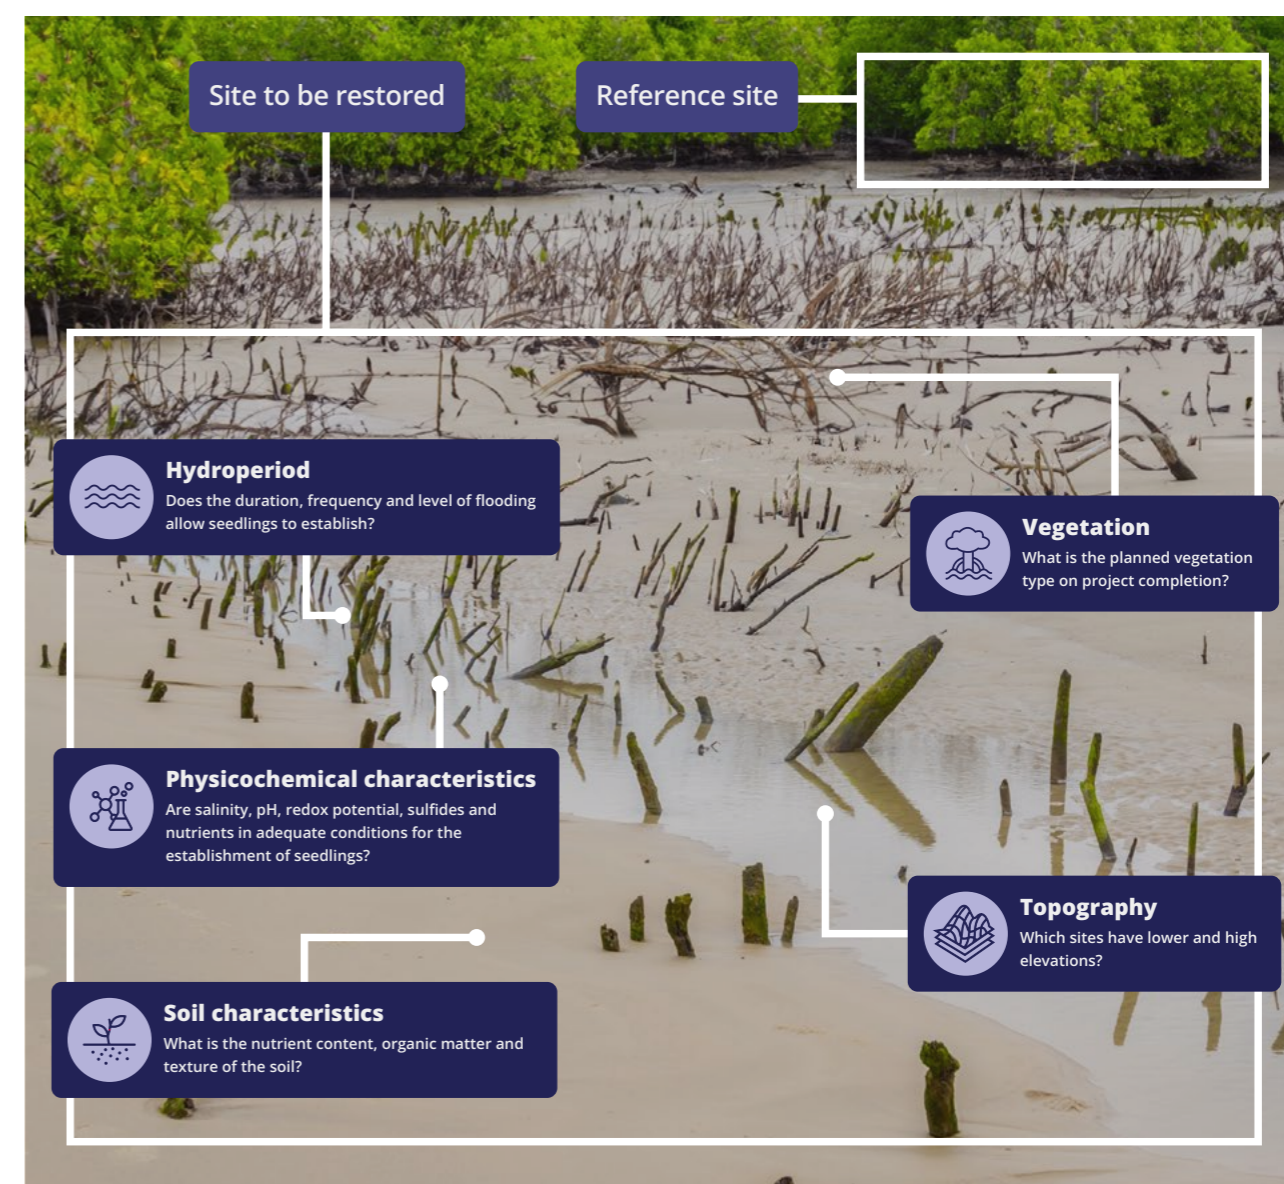 Site to be restored
Reference site
Hydroperiod
Does the duration, frequency and level of flooding
allow seedlings to establish?
Vegetation
What is the planned vegetation
type on project completion?
Physicochemical characteristics
Are salinity, pH, redox potential, sulfides and
nutrients in adequate conditions for the
establishment of seedlings?
Topography
Which sites have lower and high
elevations?
Soil characteristics
What is the nutrient content, organic matter and
texture of the soil?